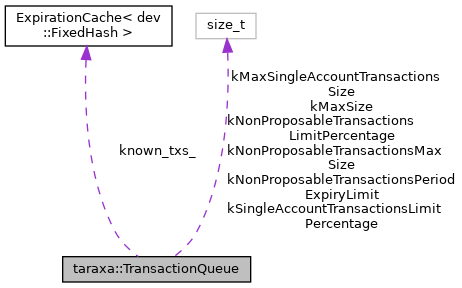 ExpirationCache< dev
::FixedHash >
size_t
kMaxSingleAccountTransactions
Size
kMaxSize
kNonProposableTransactions
LimitPercentage
kNonProposableTransactionsMax
Size
kNonProposableTransactionsPeriod
ExpiryLimit
kSingleAccountTransactionsLimit
Percentage
known_txs_
taraxa::TransactionQueue